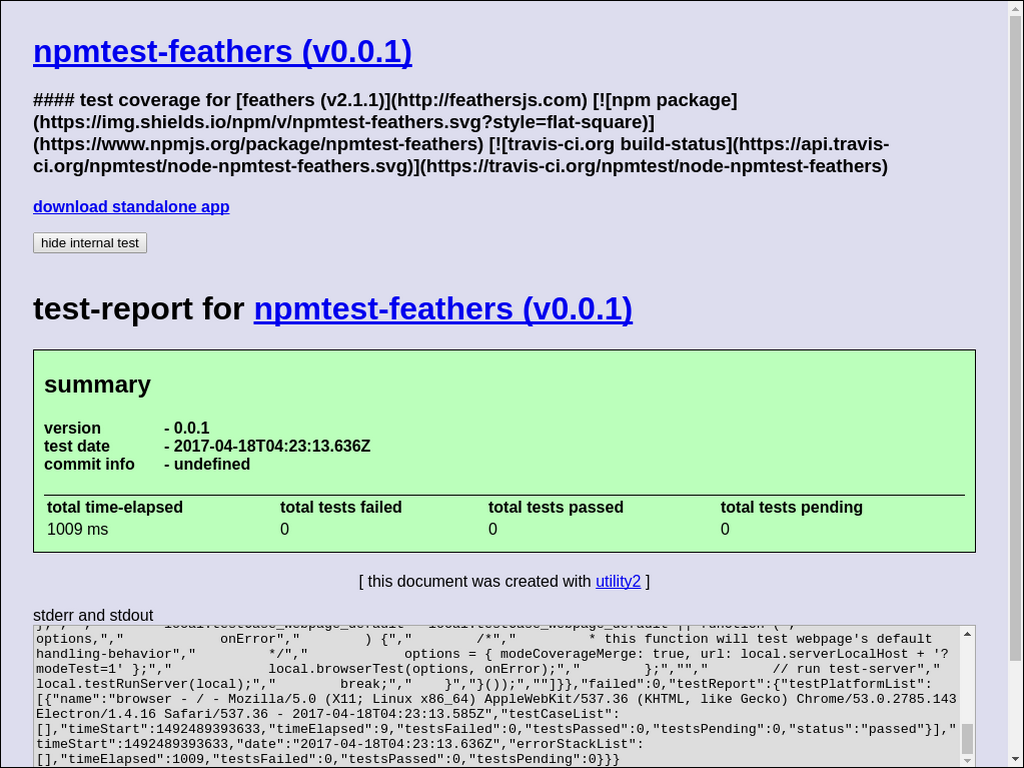 npmtest-feathers (v0.0.1)
#### test coverage for [feathers (v2.1.1)](http://feathersjs.com) [![npm package]
(https://img.shields.io/npm/v/npmtest-feathers.svg?style=flat-square)]
(https://www.npmjs.org/package/npmtest-feathers) [![travis-ci.org build-status](https://api.travis-
ci.org/npmtest/node-npmtest-feathers.svg)](https://travis-ci.org/npmtest/node-npmtest-feathers)
download standalone app
hide internal test
test-report for npmtest-feathers (v0.0.1)
summary
version - 0.0.1
test date - 2017-04-18T04:23:13.636Z
commit info - undefined
total time-elapsed total tests failed total tests passed total tests pending
1009 ms 0 0 0
[ this document was created with utility2 ]
stderr and stdout
options,","            onError","        ) {","        /*","         * this function will test webpage's default
handling-behavior","         */","            options = { modeCoverageMerge: true, url: local.serverLocalHost + '?
modeTest=1' };","            local.browserTest(options, onError);","        };","","        // run test-server","
local.testRunServer(local);","        break;","    }","}());",""]}},"failed":0,"testReport":{"testPlatformList":
[{"name":"browser - / - Mozilla/5.0 (X11; Linux x86_64) AppleWebKit/537.36 (KHTML, like Gecko) Chrome/53.0.2785.143
Electron/1.4.16 Safari/537.36 - 2017-04-18T04:23:13.585Z","testCaseList":
[],"timeStart":1492489393633,"timeElapsed":9,"testsFailed":0,"testsPassed":0,"testsPending":0,"status":"passed"}],"
timeStart":1492489393633,"date":"2017-04-18T04:23:13.636Z","errorStackList":
[],"timeElapsed":1009,"testsFailed":0,"testsPassed":0,"testsPending":0}}}